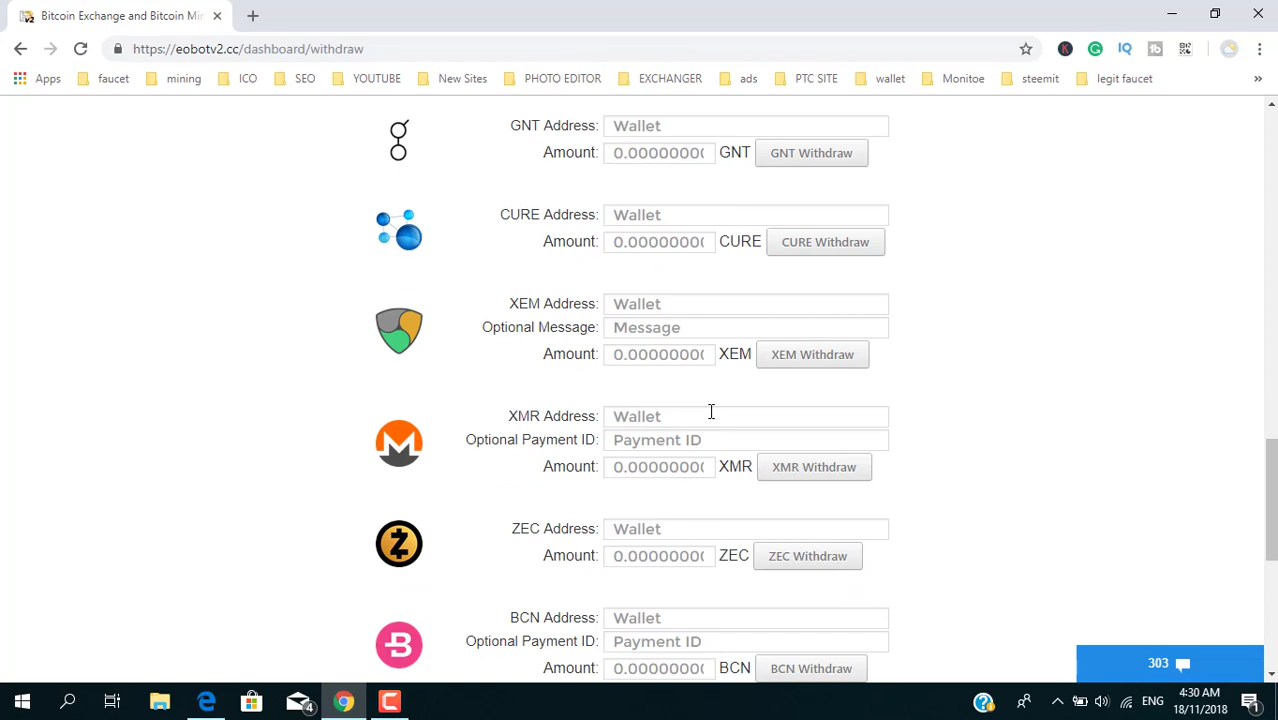 Bitcoin Exchange and Bitcoin Mir
https://eobotv2.cc/dashboard/withdraw
Apps faucet mining ICO SEO YOUTUBE New Sites PHOTO EDITOR EXCHANGER ads PTC SITE wallet Monitoe steemit legit faucet »
GNT Address: Wallet
Amount: 0.0000000 GNT GNT Withdraw
CURE Address: Wallet
Amount: 0.0000000 CURE CURE Withdraw
XEM Address: Wallet
Optional Message: Message
Amount: 0.0000000 XEM XEM Withdraw
XMR Address: Wallet
Optional Payment ID: Payment ID
Amount: 0.0000000 XMR XMR Withdraw
ZEC Address: Wallet
Amount: 0.0000000 ZEC ZEC Withdraw
BCN Address: Wallet
Optional Payment ID: Payment ID
Amount: 0.0000000 BCN BCN Withdraw
303
4
ENG
4:30 AM
18/11/2018
1